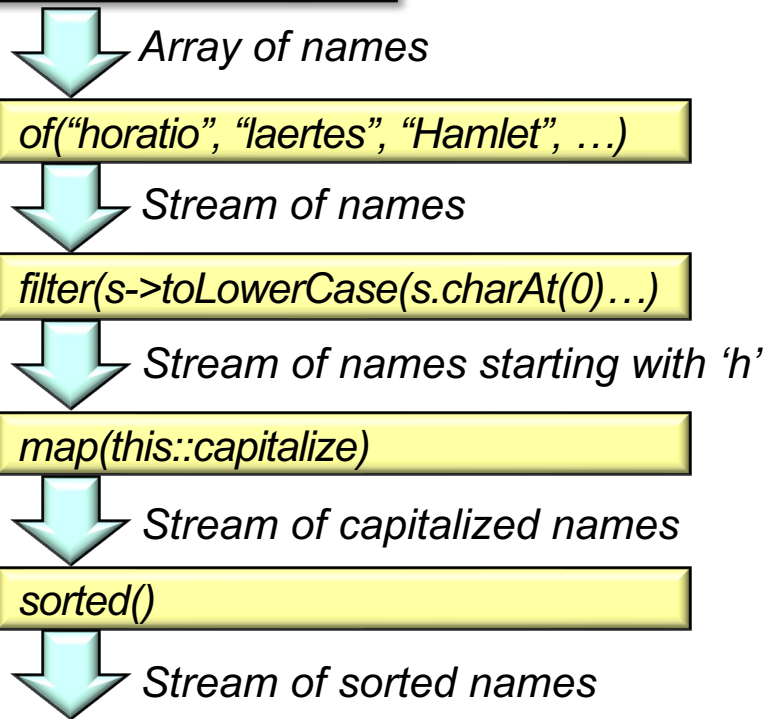 Array of names
of(“horatio”, “laertes”, “Hamlet”, …)
Stream of names
filter(s->toLowerCase(s.charAt(0)…)
Stream of names starting with ‘h’
map(this::capitalize)
Stream of capitalized names
sorted()
Stream of sorted names